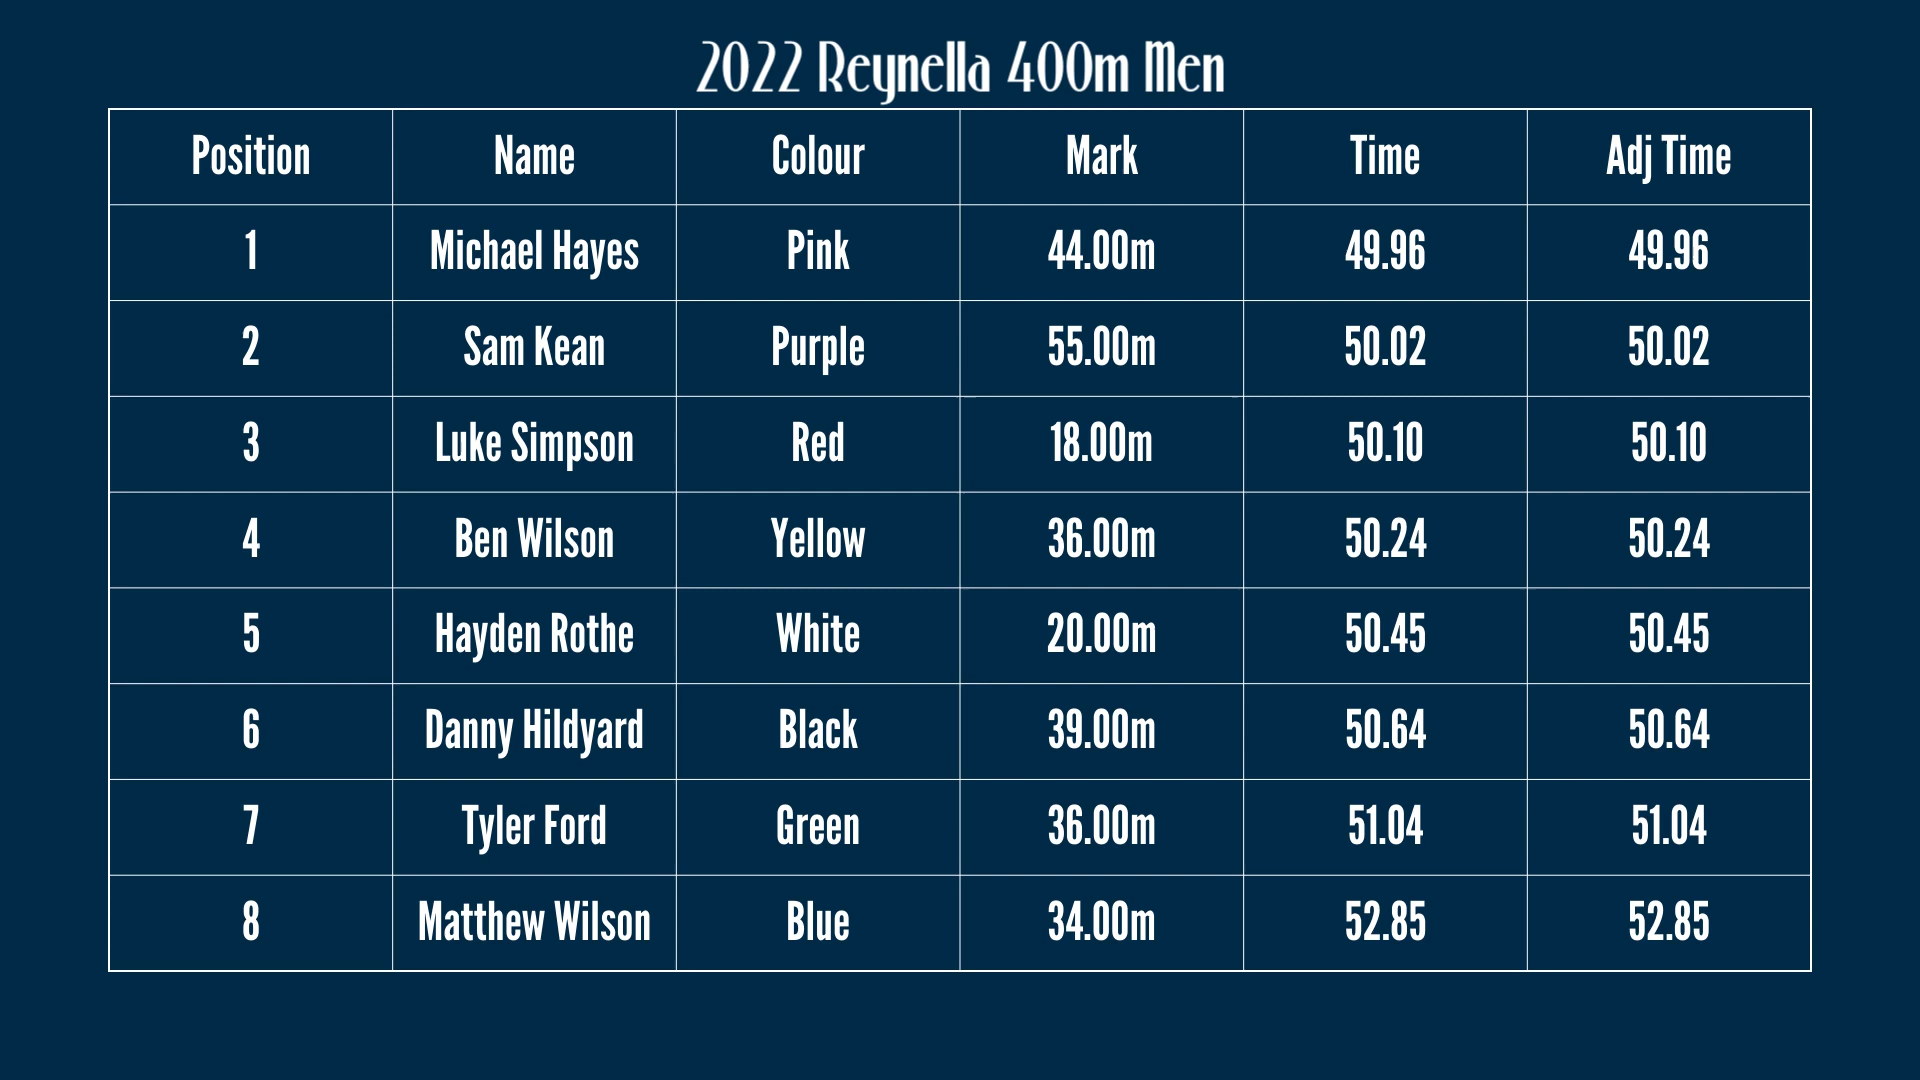 2022 Reynella 400m Men
Position Name Colour Mark Time Adj Time
1 Michael Hayes Pink 44.00m 49.96 49.96
2 Sam Kean Purple 55.00m 50.02 50.02
3 Luke Simpson Red 18.00m 50.10 50.10
4 Ben Wilson Yellow 36.00m 50.24 50.24
5 Hayden Rothe White 20.00m 50.45 50.45
6 Danny Hildyard Black 39.00m 50.64 50.64
7 Tyler Ford Green 36.00m 51.04 51.04
8 Matthew Wilson Blue 34.00m 52.85 52.85